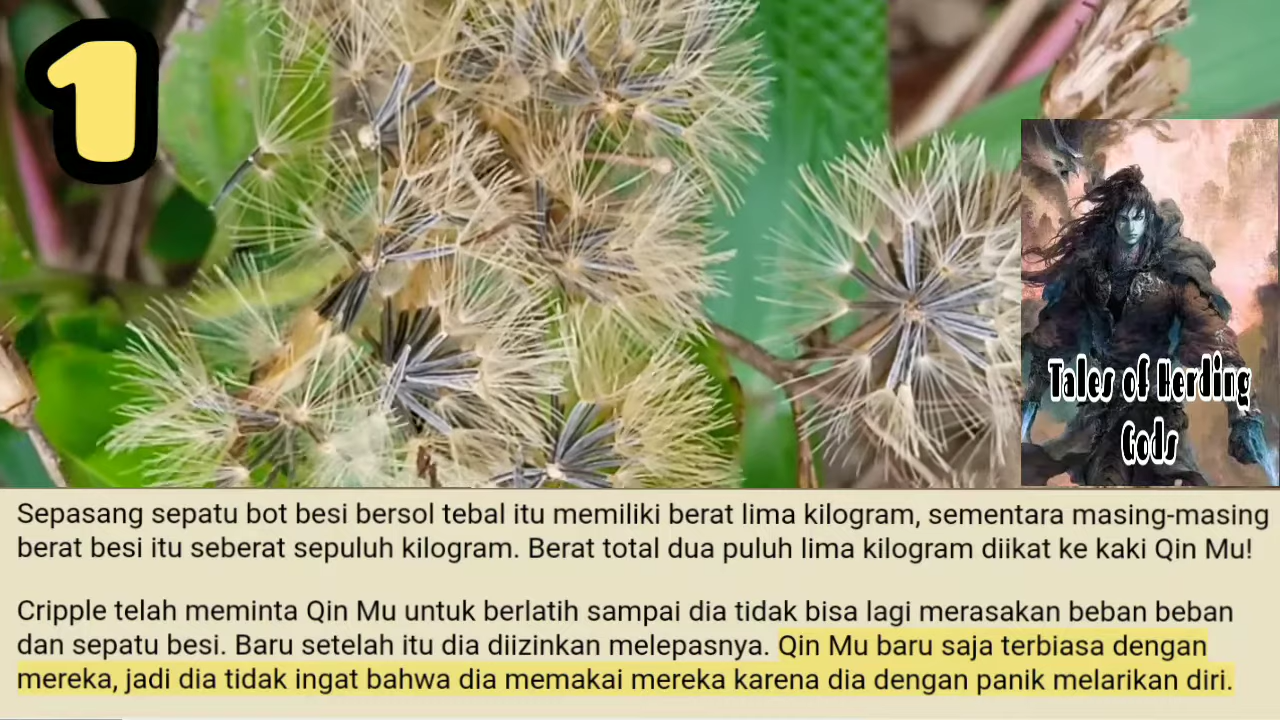 1
Tales of Herding
Gods
Sepasang sepatu bot besi bersol tebal itu memiliki berat lima kilogram, sementara masing-masing
berat besi itu seberat sepuluh kilogram. Berat total dua puluh lima kilogram diikat ke kaki Qin Mu!
Cripple telah meminta Qin Mu untuk berlatih sampai dia tidak bisa lagi merasakan beban beban
dan sepatu besi. Baru setelah itu dia diizinkan melepasnya. Qin Mu baru saja terbiasa dengan
mereka, jadi dia tidak ingat bahwa dia memakai mereka karena dia dengan panik melarikan diri.